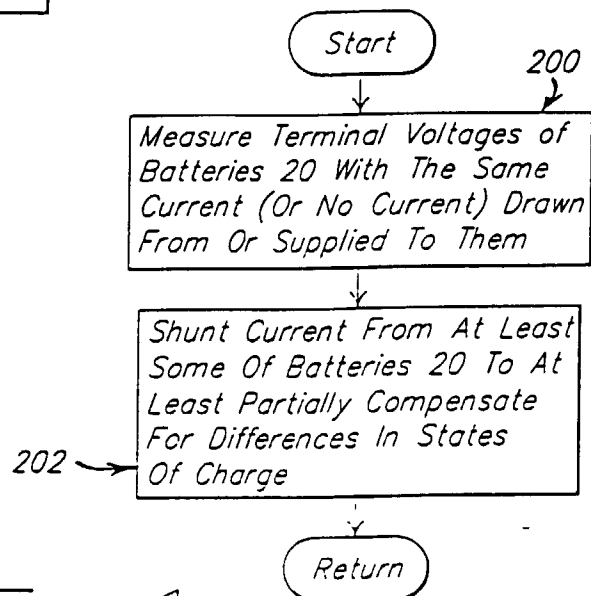 Start
200
Measure Terminal Voltages of
Batteries 20 With The Same
Current (Or No Current) Drawn
From Or Supplied To Them
Shunt Current From At Least
Some Of Batteries 20 To At
Least Partially Compensate
For Differences In States
Of Charge
202
Return